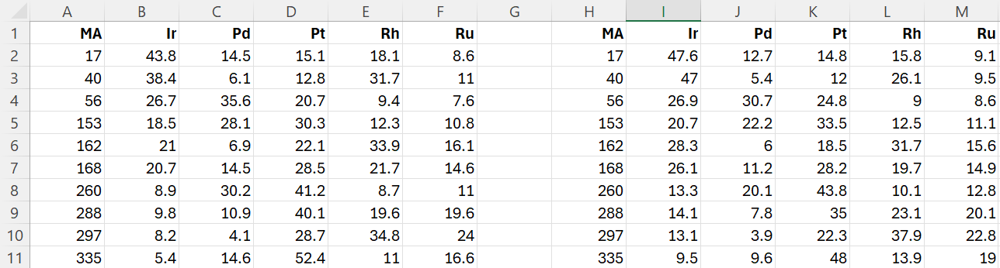 A B C D E F G H I J K L M
1 MA Ir Pd Pt Rh Ru MA Ir Pd Pt Rh Ru
2 17 43.8 14.5 15.1 18.1 8.6 17 47.6 12.7 14.8 15.8 9.1
3 40 38.4 6.1 12.8 31.7 11 40 47 5.4 12 26.1 9.5
4 56 26.7 35.6 20.7 9.4 7.6 56 26.9 30.7 24.8 9 8.6
5 153 18.5 28.1 30.3 12.3 10.8 153 20.7 22.2 33.5 12.5 11.1
6 162 21 6.9 22.1 33.9 16.1 162 28.3 6 18.5 31.7 15.6
7 168 20.7 14.5 28.5 21.7 14.6 168 26.1 11.2 28.2 19.7 14.9
8 260 8.9 30.2 41.2 8.7 11 260 13.3 20.1 43.8 10.1 12.8
9 288 9.8 10.9 40.1 19.6 19.6 288 14.1 7.8 35 23.1 20.1
10 297 8.2 4.1 28.7 34.8 24 297 13.1 3.9 22.3 37.9 22.8
11 335 5.4 14.6 52.4 11 16.6 335 9.5 9.6 48 13.9 19